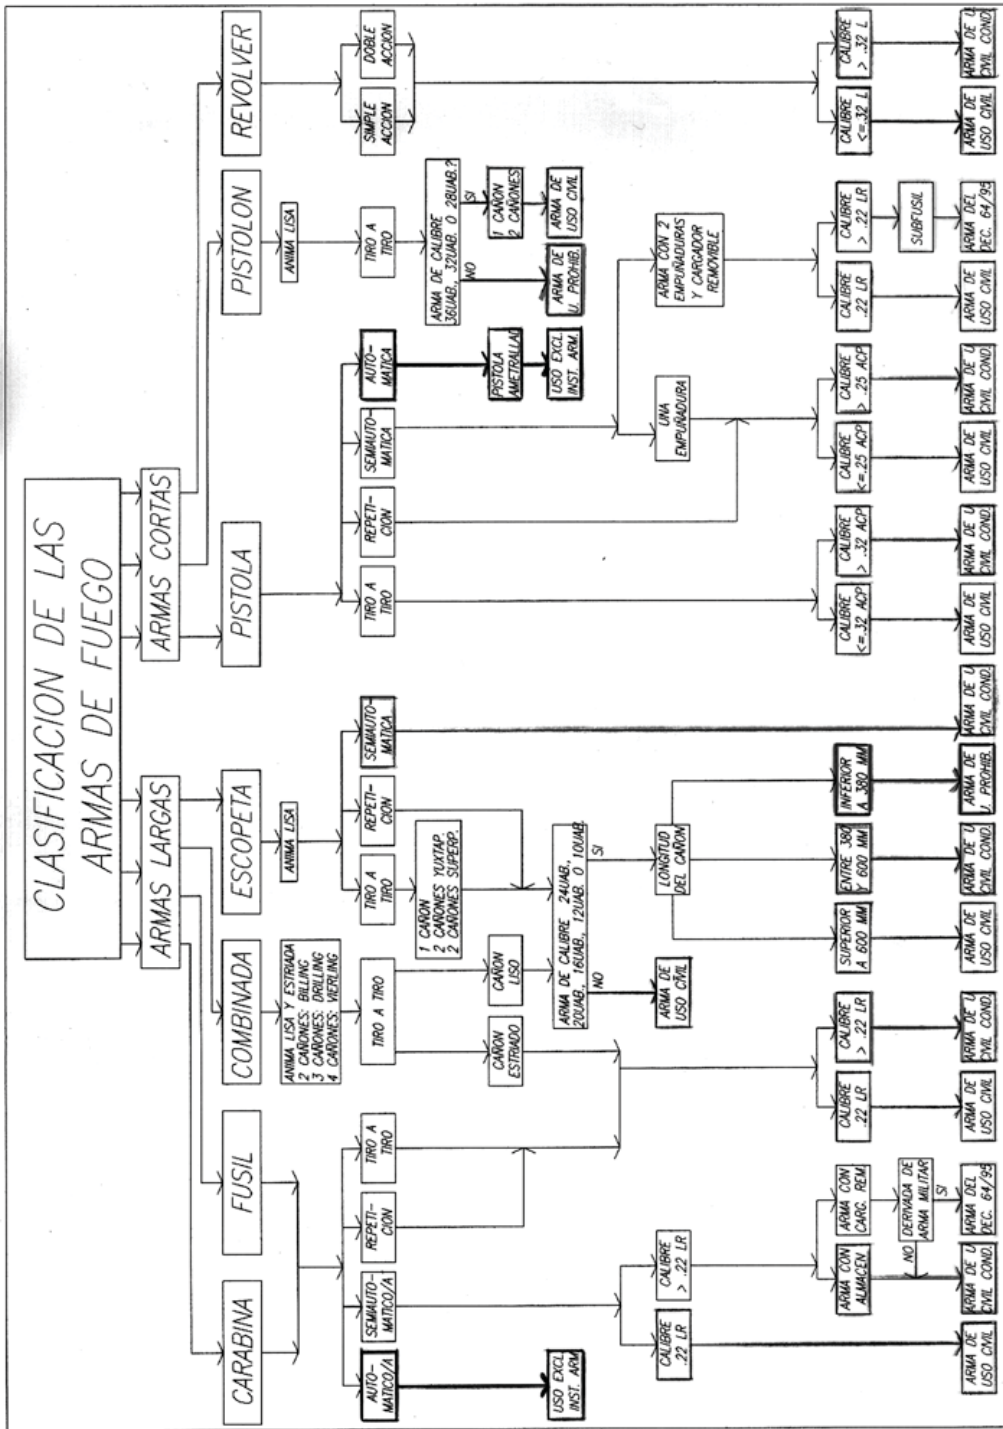 CLASIFICACION DE LAS
ARMAS DE FUEGO
ARMAS LARGAS
ARMAS CORTAS
CARABINA
FUSIL
COMBINADA
ESCOPETA
PISTOLA
PISTOLON
REVOLVER
ANIMA LISA Y ESTRIADA
2 CAÑONES: BILLING
3 CAÑONES: DRILLING
4 CAÑONES: VIERLING
ANIMA LISA
ANIMA LISA
AUTO-
MATICO/A
SEMIAUTO-
MATICO/A
REPETI-
CION
TIRO A
TIRO
TIRO A TIRO
TIRO A
TIRO
REPETI-
CION
SEMIAUTO-
MATICA
TIRO A
TIRO
REPETI-
CION
SEMIAUTO-
MATICA
AUTO-
MATICA
TIRO A
TIRO
SIMPLE
ACCION
DOBLE
ACCION
1 CAÑON
2 CAÑONES YUXTAP.
2 CAÑONES SUPERP.
ARMA DE CALIBRE
36UAB., 32UAB. O 28UAB.?
NO
SI
CAÑON
ESTRIADO
CAÑON
LISO
PISTOLA
AMETRALLAD
1 CAÑON
2 CAÑONES
USO EXCL.
INST. ARM.
ARMA DE CALIBRE 24UAB.,
20UAB., 16UAB., 12UAB. O 10UAB.
NO
SI
USO EXCL.
INST. ARM.
ARMA DE
U. PROHIB.
ARMA DE
USO CIVIL
CALIBRE
.22 LR
CALIBRE
> .22 LR
ARMA DE
USO CIVIL
LONGITUD
DEL CAÑON
UNA
EMPUÑADURA
ARMA CON 2
EMPUÑADURAS
Y CARGADOR
REMOVIBLE
ARMA CON
ALMACEN
ARMA CON
CARG. REM.
CALIBRE
.22 LR
CALIBRE
> .22 LR
SUPERIOR
A 600 MM
ENTRE 380
Y 600 MM
INFERIOR
A 380 MM
CALIBRE
<=.32 ACP
CALIBRE
> .32 ACP
CALIBRE
<=.25 ACP
CALIBRE
> .25 ACP
CALIBRE
.22 LR
CALIBRE
> .22 LR
CALIBRE
<=.32 L
CALIBRE
> .32 L
NO
DERIVADA DE
ARMA MILITAR
SI
SUBFUSIL
ARMA DE
USO CIVIL
ARMA DE U
CIVIL COND.
ARMA DEL
DEC. 64/95
ARMA DE
USO CIVIL
ARMA DE U
CIVIL COND.
ARMA DE
USO CIVIL
ARMA DE U
CIVIL COND.
ARMA DE
U. PROHIB.
ARMA DE U
CIVIL COND.
ARMA DE
USO CIVIL
ARMA DE U
CIVIL COND.
ARMA DE
USO CIVIL
ARMA DE U
CIVIL COND.
ARMA DE
USO CIVIL
ARMA DEL
DEC. 64/95
ARMA DE
USO CIVIL
ARMA DE U
CIVIL COND.